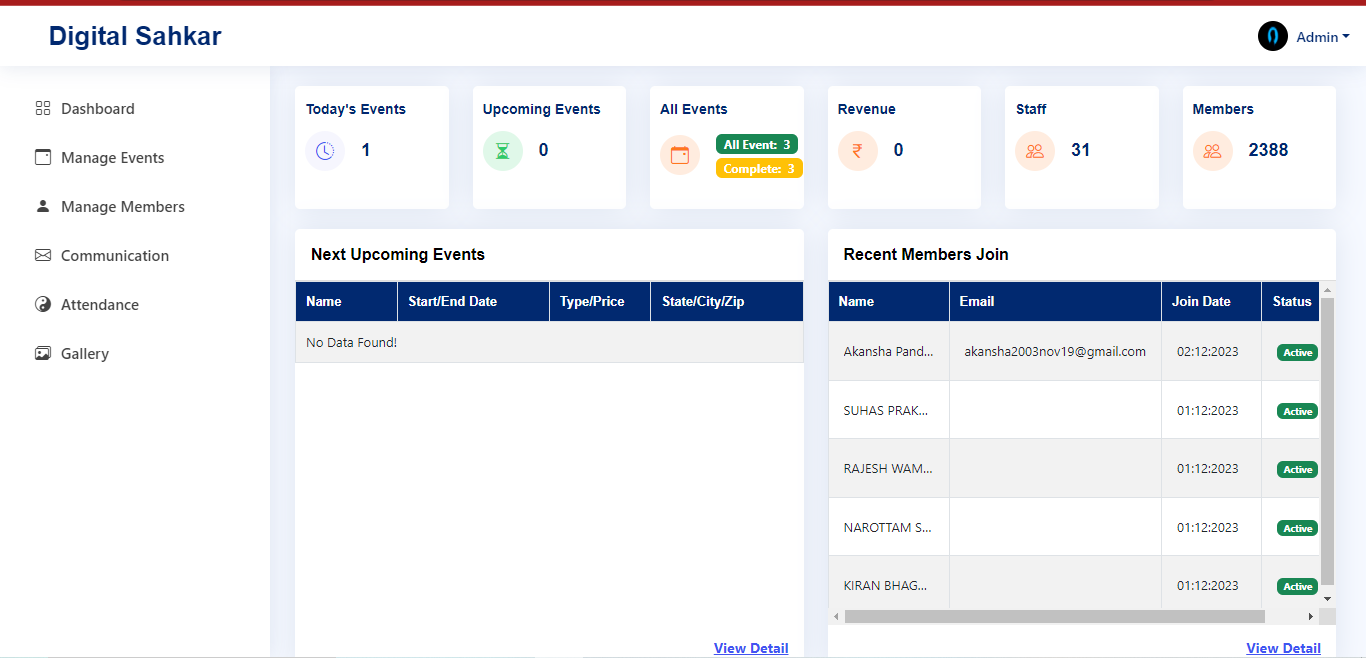 Digital Sahkar
Admin
Dashboard
Manage Events
Manage Members
Communication
Attendance
Gallery
Today's Events
1
Upcoming Events
0
All Events
All Event: 3
Complete: 3
Revenue
₹ 0
Staff
31
Members
2388
Next Upcoming Events
Name Start/End Date Type/Price State/City/Zip
No Data Found!
View Detail
Recent Members Join
Name Email Join Date Status
Akansha Pand... akansha2003nov19@gmail.com 02:12:2023 Active
SUHAS PRAK... 01:12:2023 Active
RAJESH WAM... 01:12:2023 Active
NAROTTAM S... 01:12:2023 Active
KIRAN BHAG... 01:12:2023 Active
View Detail